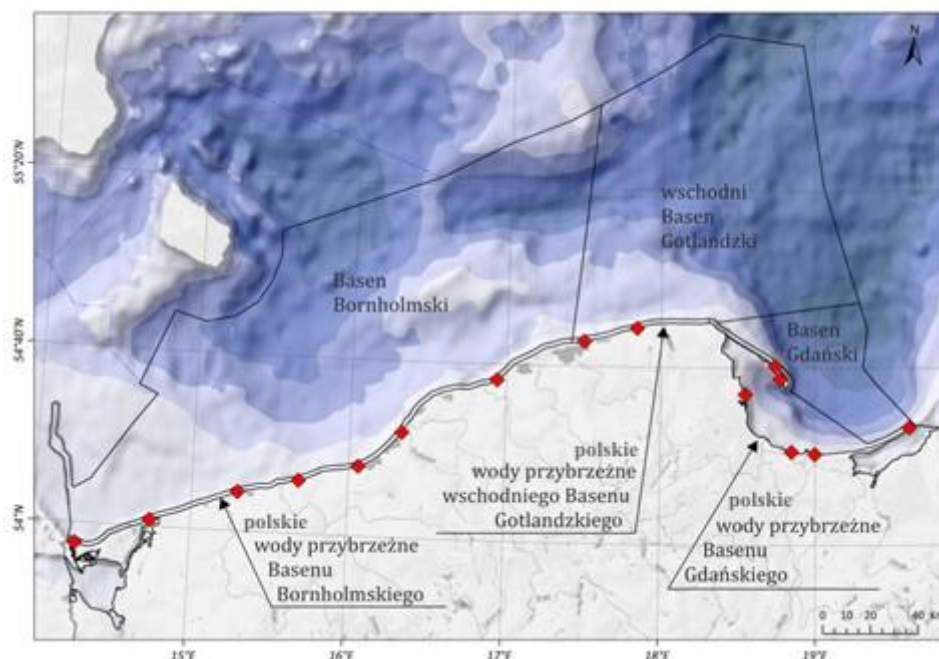 N
55°20'
54°40'
54°N
wschodni
Basen
Gotlandzki
Basen
Bornholmski
Basen
Gdański
polskie
wody przybrzeżne
wschodniego Basenu
Gotlandzkiego
polskie
wody przybrzeżne
Basenu
Bornholmskiego
polskie
wody przybrzeżne
Basenu
Gdańskiego
0 20 40 km
15°E 16°E 17°E 18°E 19°E